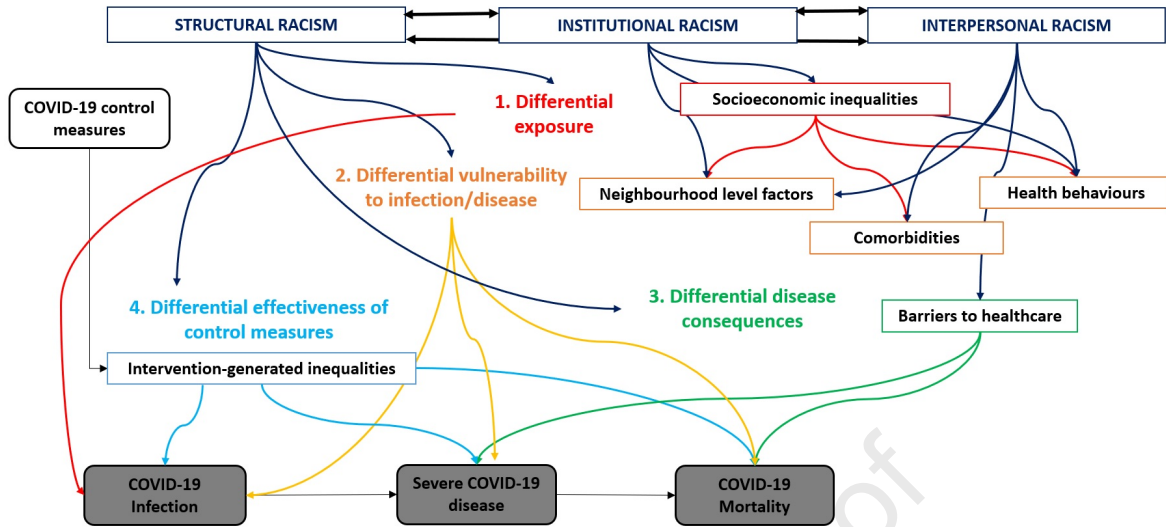 STRUCTURAL RACISM
INSTITUTIONAL RACISM
INTERPERSONAL RACISM
COVID-19 control
measures
1. Differential
exposure
Socioeconomic inequalities
2. Differential vulnerability
to infection/disease
Neighbourhood level factors
Health behaviours
Comorbidities
4. Differential effectiveness of
control measures
3. Differential disease
consequences
Barriers to healthcare
Intervention-generated inequalities
COVID-19
Infection
Severe COVID-19
disease
COVID-19
Mortality
of